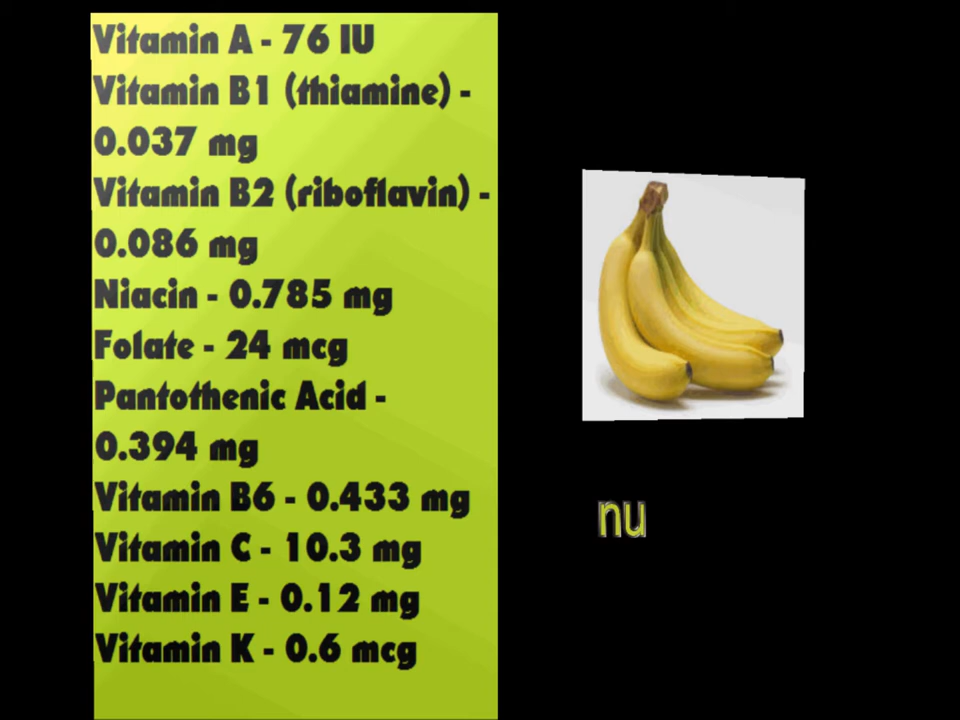 Vitamin A - 76 IU
Vitamin B1 (thiamine) -
0.037 mg
Vitamin B2 (riboflavin) -
0.086 mg
Niacin - 0.785 mg
Folate - 24 mcg
Pantothenic Acid -
0.394 mg
Vitamin B6 - 0.433 mg
Vitamin C - 10.3 mg
Vitamin E - 0.12 mg
Vitamin K - 0.6 mcg
nu